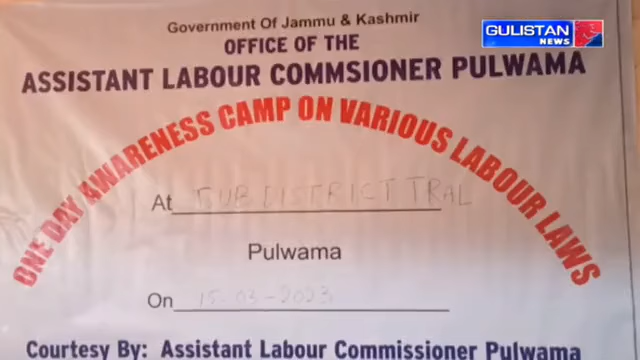 Government Of Jammu & Kashmir
GULISTAN
NEWS
OFFICE OF THE
ASSISTANT LABOUR COMMSIONER PULWAMA
ONE DAY AWARENESS CAMP ON VARIOUS LABOUR LAWS
At SUB DISTRICT TRAL
Pulwama
On 15-03-2023
Courtesy By: Assistant Labour Commissioner Pulwama